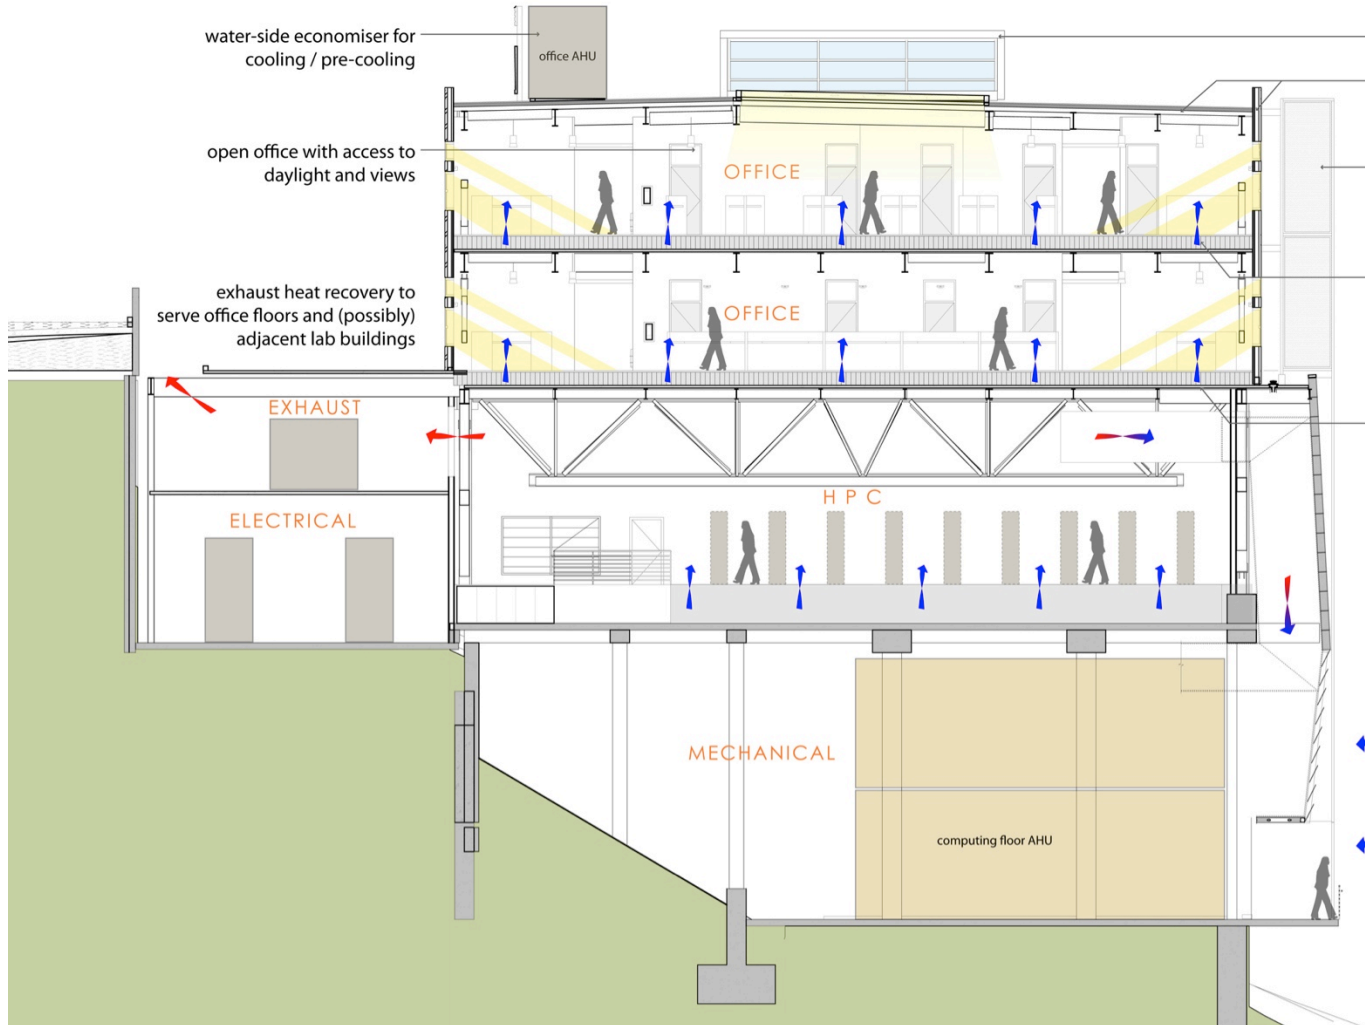 water-side economiser for
cooling / pre-cooling
office AHU
open office with access to
daylight and views
OFFICE
exhaust heat recovery to
serve office floors and (possibly)
adjacent lab buildings
OFFICE
EXHAUST
HPC
ELECTRICAL
MECHANICAL
computing floor AHU